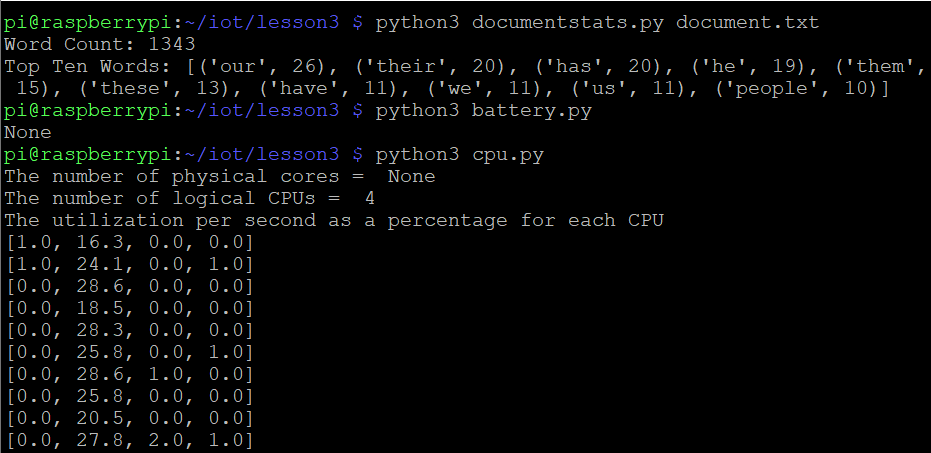 pi@raspberrypi:~/iot/lesson3 $ python3 documentstats.py document.txt
Word Count: 1343
Top Ten Words: [('our', 26), ('their', 20), ('has', 20), ('he', 19), ('them',
 15), ('these', 13), ('have', 11), ('we', 11), ('us', 11), ('people', 10)]
pi@raspberrypi:~/iot/lesson3 $ python3 battery.py
None
pi@raspberrypi:~/iot/lesson3 $ python3 cpu.py
The number of physical cores =  None
The number of logical CPUs =  4
The utilization per second as a percentage for each CPU
[1.0, 16.3, 0.0, 0.0]
[1.0, 24.1, 0.0, 1.0]
[0.0, 28.6, 0.0, 0.0]
[0.0, 18.5, 0.0, 0.0]
[0.0, 28.3, 0.0, 0.0]
[0.0, 25.8, 0.0, 1.0]
[0.0, 28.6, 1.0, 0.0]
[0.0, 25.8, 0.0, 0.0]
[0.0, 20.5, 0.0, 0.0]
[0.0, 27.8, 2.0, 1.0]